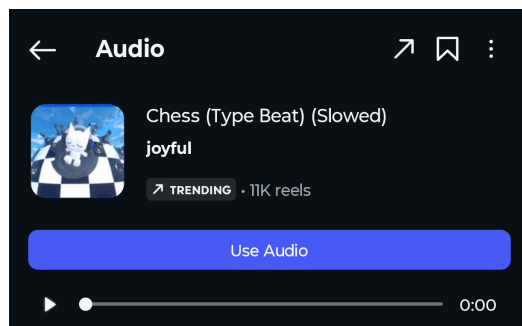 Audio
Chess (Type Beat) (Slowed)
joyful
TRENDING • 11K reels
Use Audio
0:00